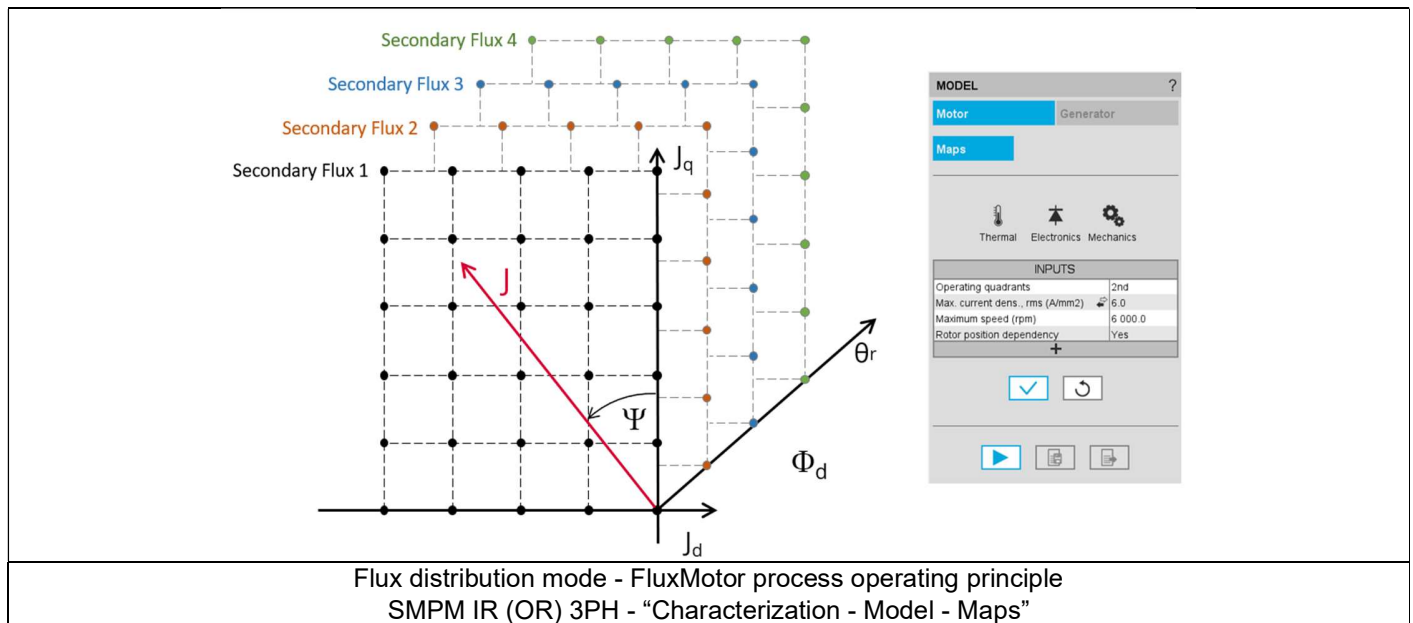 Secondary Flux 4
Secondary Flux 3
Secondary Flux 2
Secondary Flux 1
Jq
J
Ψ
θr
Φd
Jd
MODEL ?
Motor Generator
Maps
Thermal Electronics Mechanics
INPUTS
Operating quadrants 2nd
Max. current dens., rms (A/mm2) 6.0
Maximum speed (rpm) 6 000.0
Rotor position dependency Yes
+
Flux distribution mode - FluxMotor process operating principle
SMPM IR (OR) 3PH - “Characterization - Model - Maps”